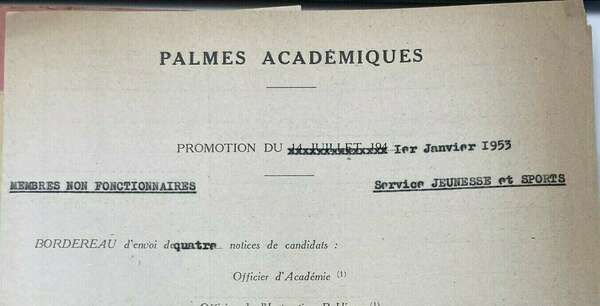 PALMES ACADÉMIQUES
PROMOTION DU 14 JUILLET 194 1er Janvier 1953
MEMBRES NON FONCTIONNAIRES
Service JEUNESSE et SPORTS
BORDEREAU d'envoi de quatre notices de candidats :
Officier d'Académie (1)